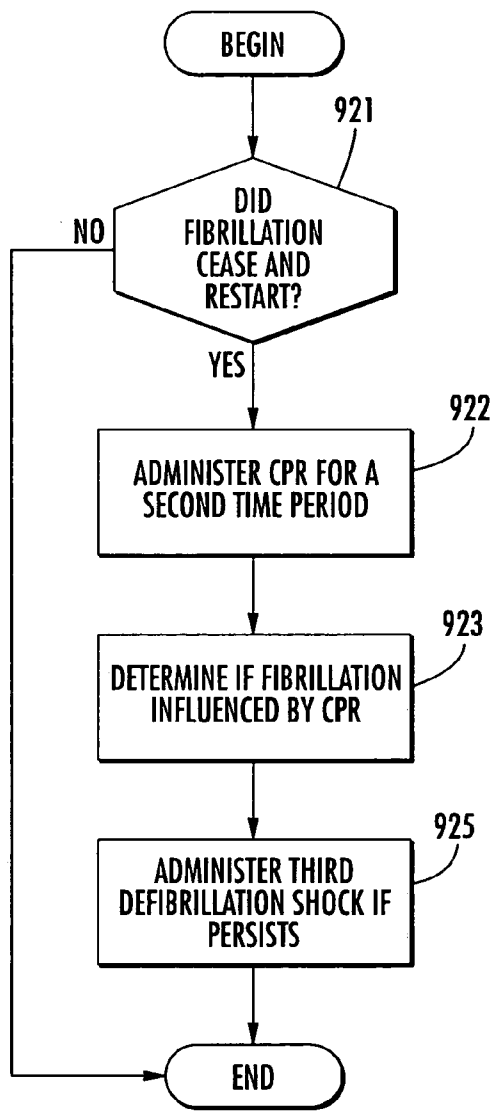 BEGIN
921
DID
FIBRILLATION
CEASE AND
RESTART?
NO
YES
922
ADMINISTER CPR FOR A
SECOND TIME PERIOD
923
DETERMINE IF FIBRILLATION
INFLUENCED BY CPR
925
ADMINISTER THIRD
DEFIBRILLATION SHOCK IF
PERSISTS
END